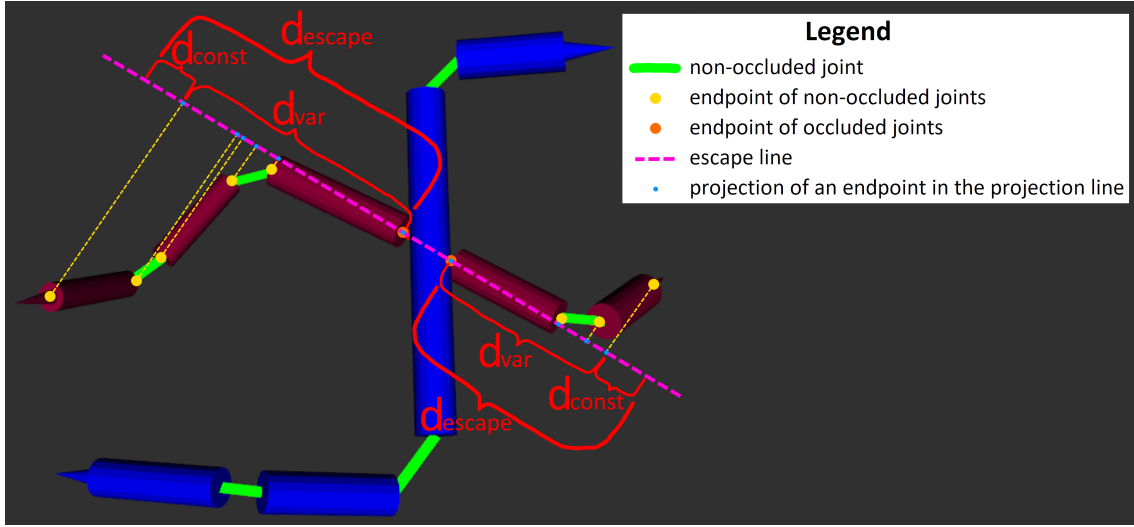 Legend
non-occluded joint
endpoint of non-occluded joints
endpoint of occluded joints
escape line
projection of an endpoint in the projection line
descape
dconst
dvar
dvar
dconst
descape